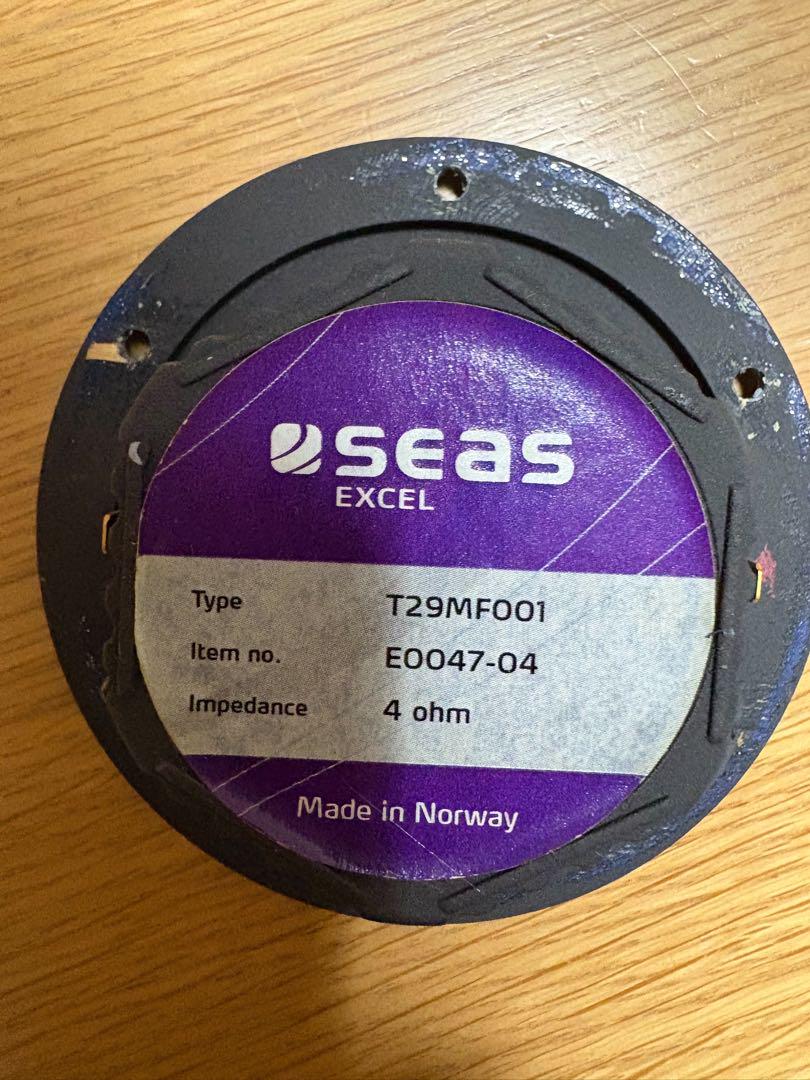 seas
EXCEL
Type T29MF001
Item no. E0047-04
Impedance 4 ohm
Made in Norway